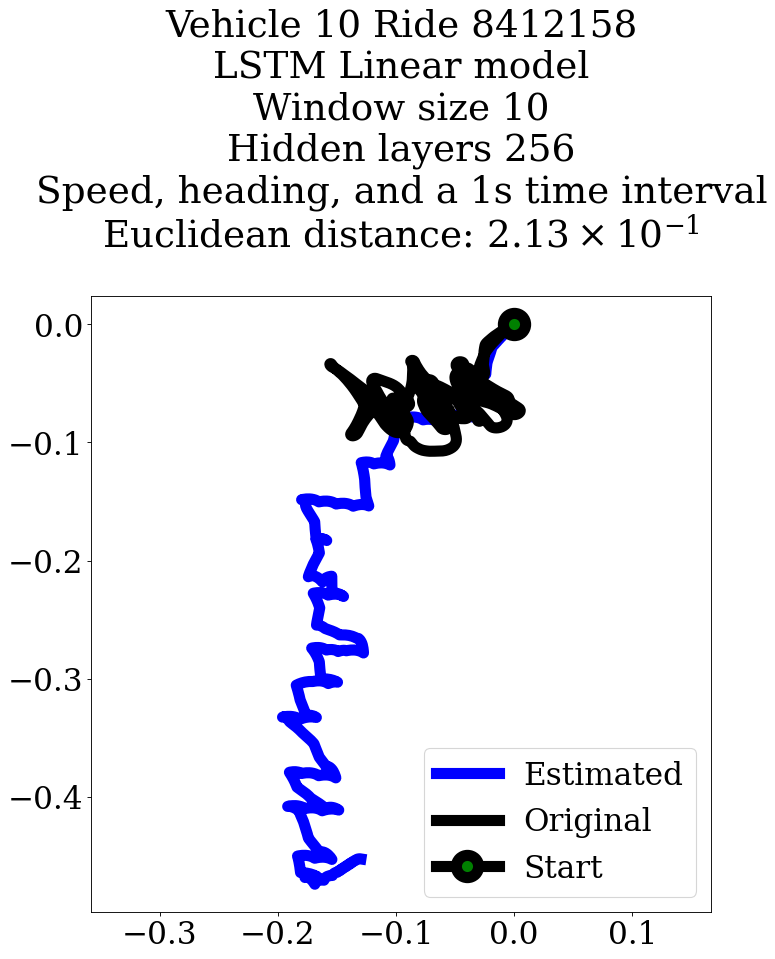 Vehicle 10 Ride 8412158
LSTM Linear model
Window size 10
Hidden layers 256
Speed, heading, and a 1s time interval
Euclidean distance: 2.13 × 10⁻¹
0.0
−0.1
−0.2
−0.3
−0.4
Estimated
Original
Start
−0.3 −0.2 −0.1 0.0 0.1